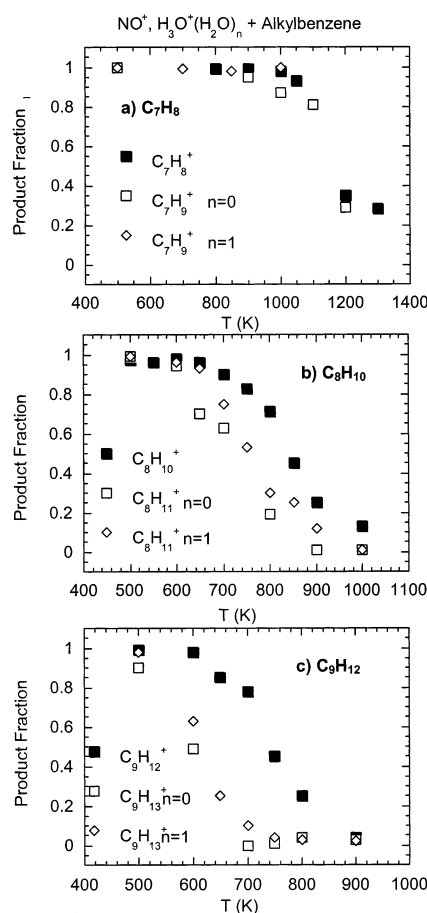 NO⁺, H₃O⁺(H₂O)ₙ + Alkylbenzene
1
a) C₇H₈
0.8
0.6
C₇H₈⁺
0.4
C₇H₉⁺ n=0
0.2
C₇H₉⁺ n=1
0
Product Fraction
400 600 800 1000 1200 1400
T (K)
1
b) C₈H₁₀
0.8
0.6
C₈H₁₀⁺
0.4
C₈H₁₁⁺ n=0
0.2
C₈H₁₁⁺ n=1
0
Product Fraction
400 500 600 700 800 900 1000 1100
T (K)
1
c) C₉H₁₂
0.8
0.6
C₉H₁₂⁺
0.4
C₉H₁₃⁺ n=0
0.2
C₉H₁₃⁺ n=1
0
Product Fraction
400 500 600 700 800 900 1000
T (K)